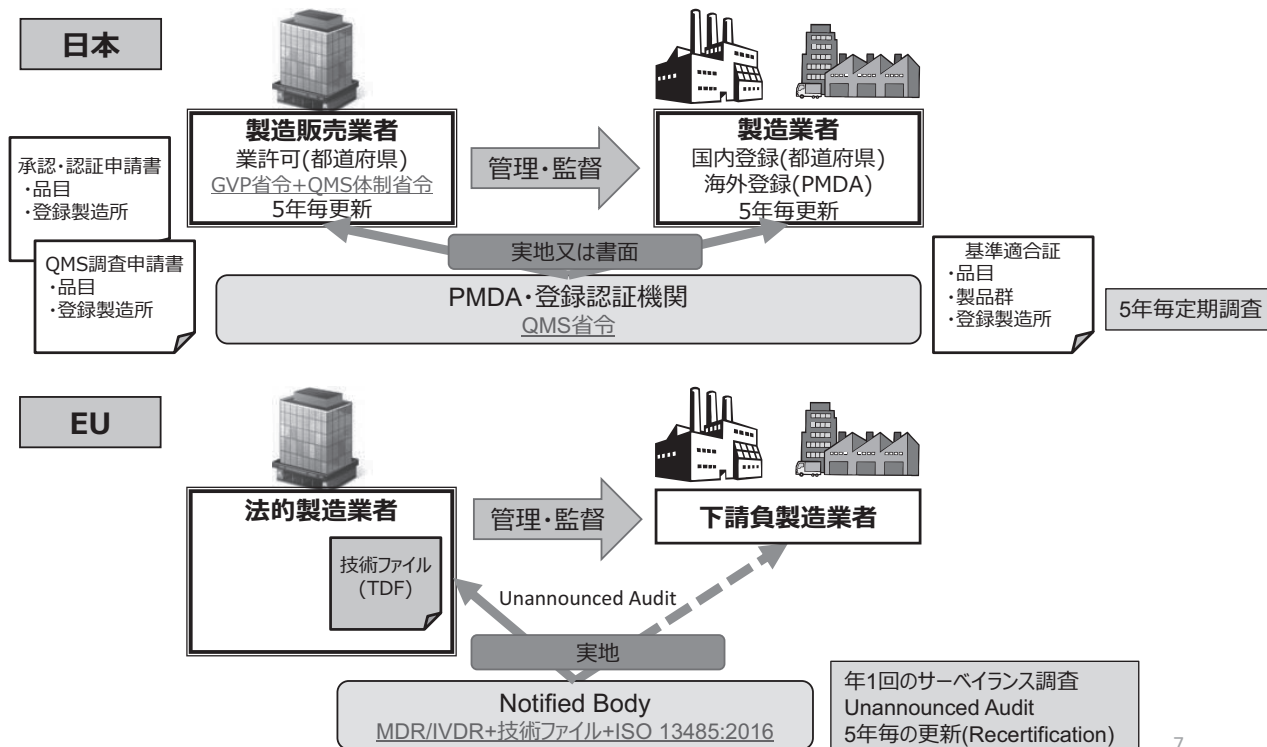 日本
製造販売業者
業許可(都道府県)
GVP省令+QMS体制省令
5年毎更新
管理・監督
製造業者
国内登録(都道府県)
海外登録(PMDA)
5年毎更新
承認・認証申請書
・品目
・登録製造所
QMS調査申請書
・品目
・登録製造所
実地又は書面
PMDA・登録認証機関
QMS省令
基準適合証
・品目
・製品群
・登録製造所
5年毎定期調査
EU
法的製造業者
技術ファイル
(TDF)
管理・監督
下請負製造業者
Unannounced Audit
実地
Notified Body
MDR/IVDR+技術ファイル+ISO 13485:2016
年1回のサーベイランス調査
Unannounced Audit
5年毎の更新(Recertification)
7